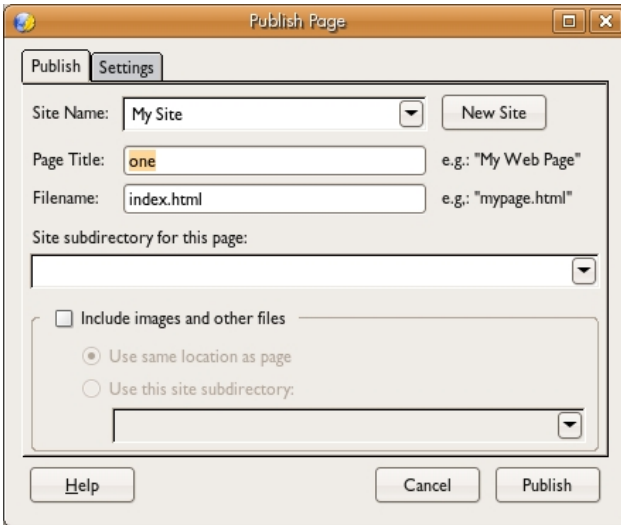 Publish Page
Publish Settings
Site Name: My Site New Site
Page Title: one e.g.: "My Web Page"
Filename: index.html e.g,: "mypage.html"
Site subdirectory for this page:
Include images and other files
Use same location as page
Use this site subdirectory:
Help Cancel Publish